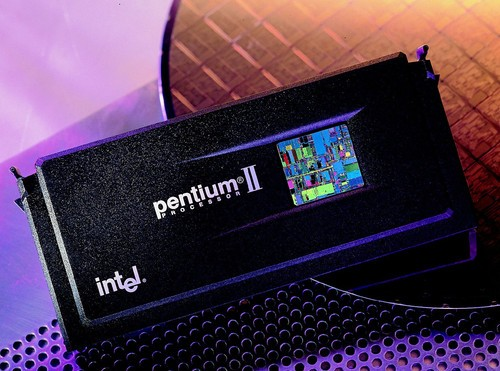 pentium® II
PROCESSOR
intel®